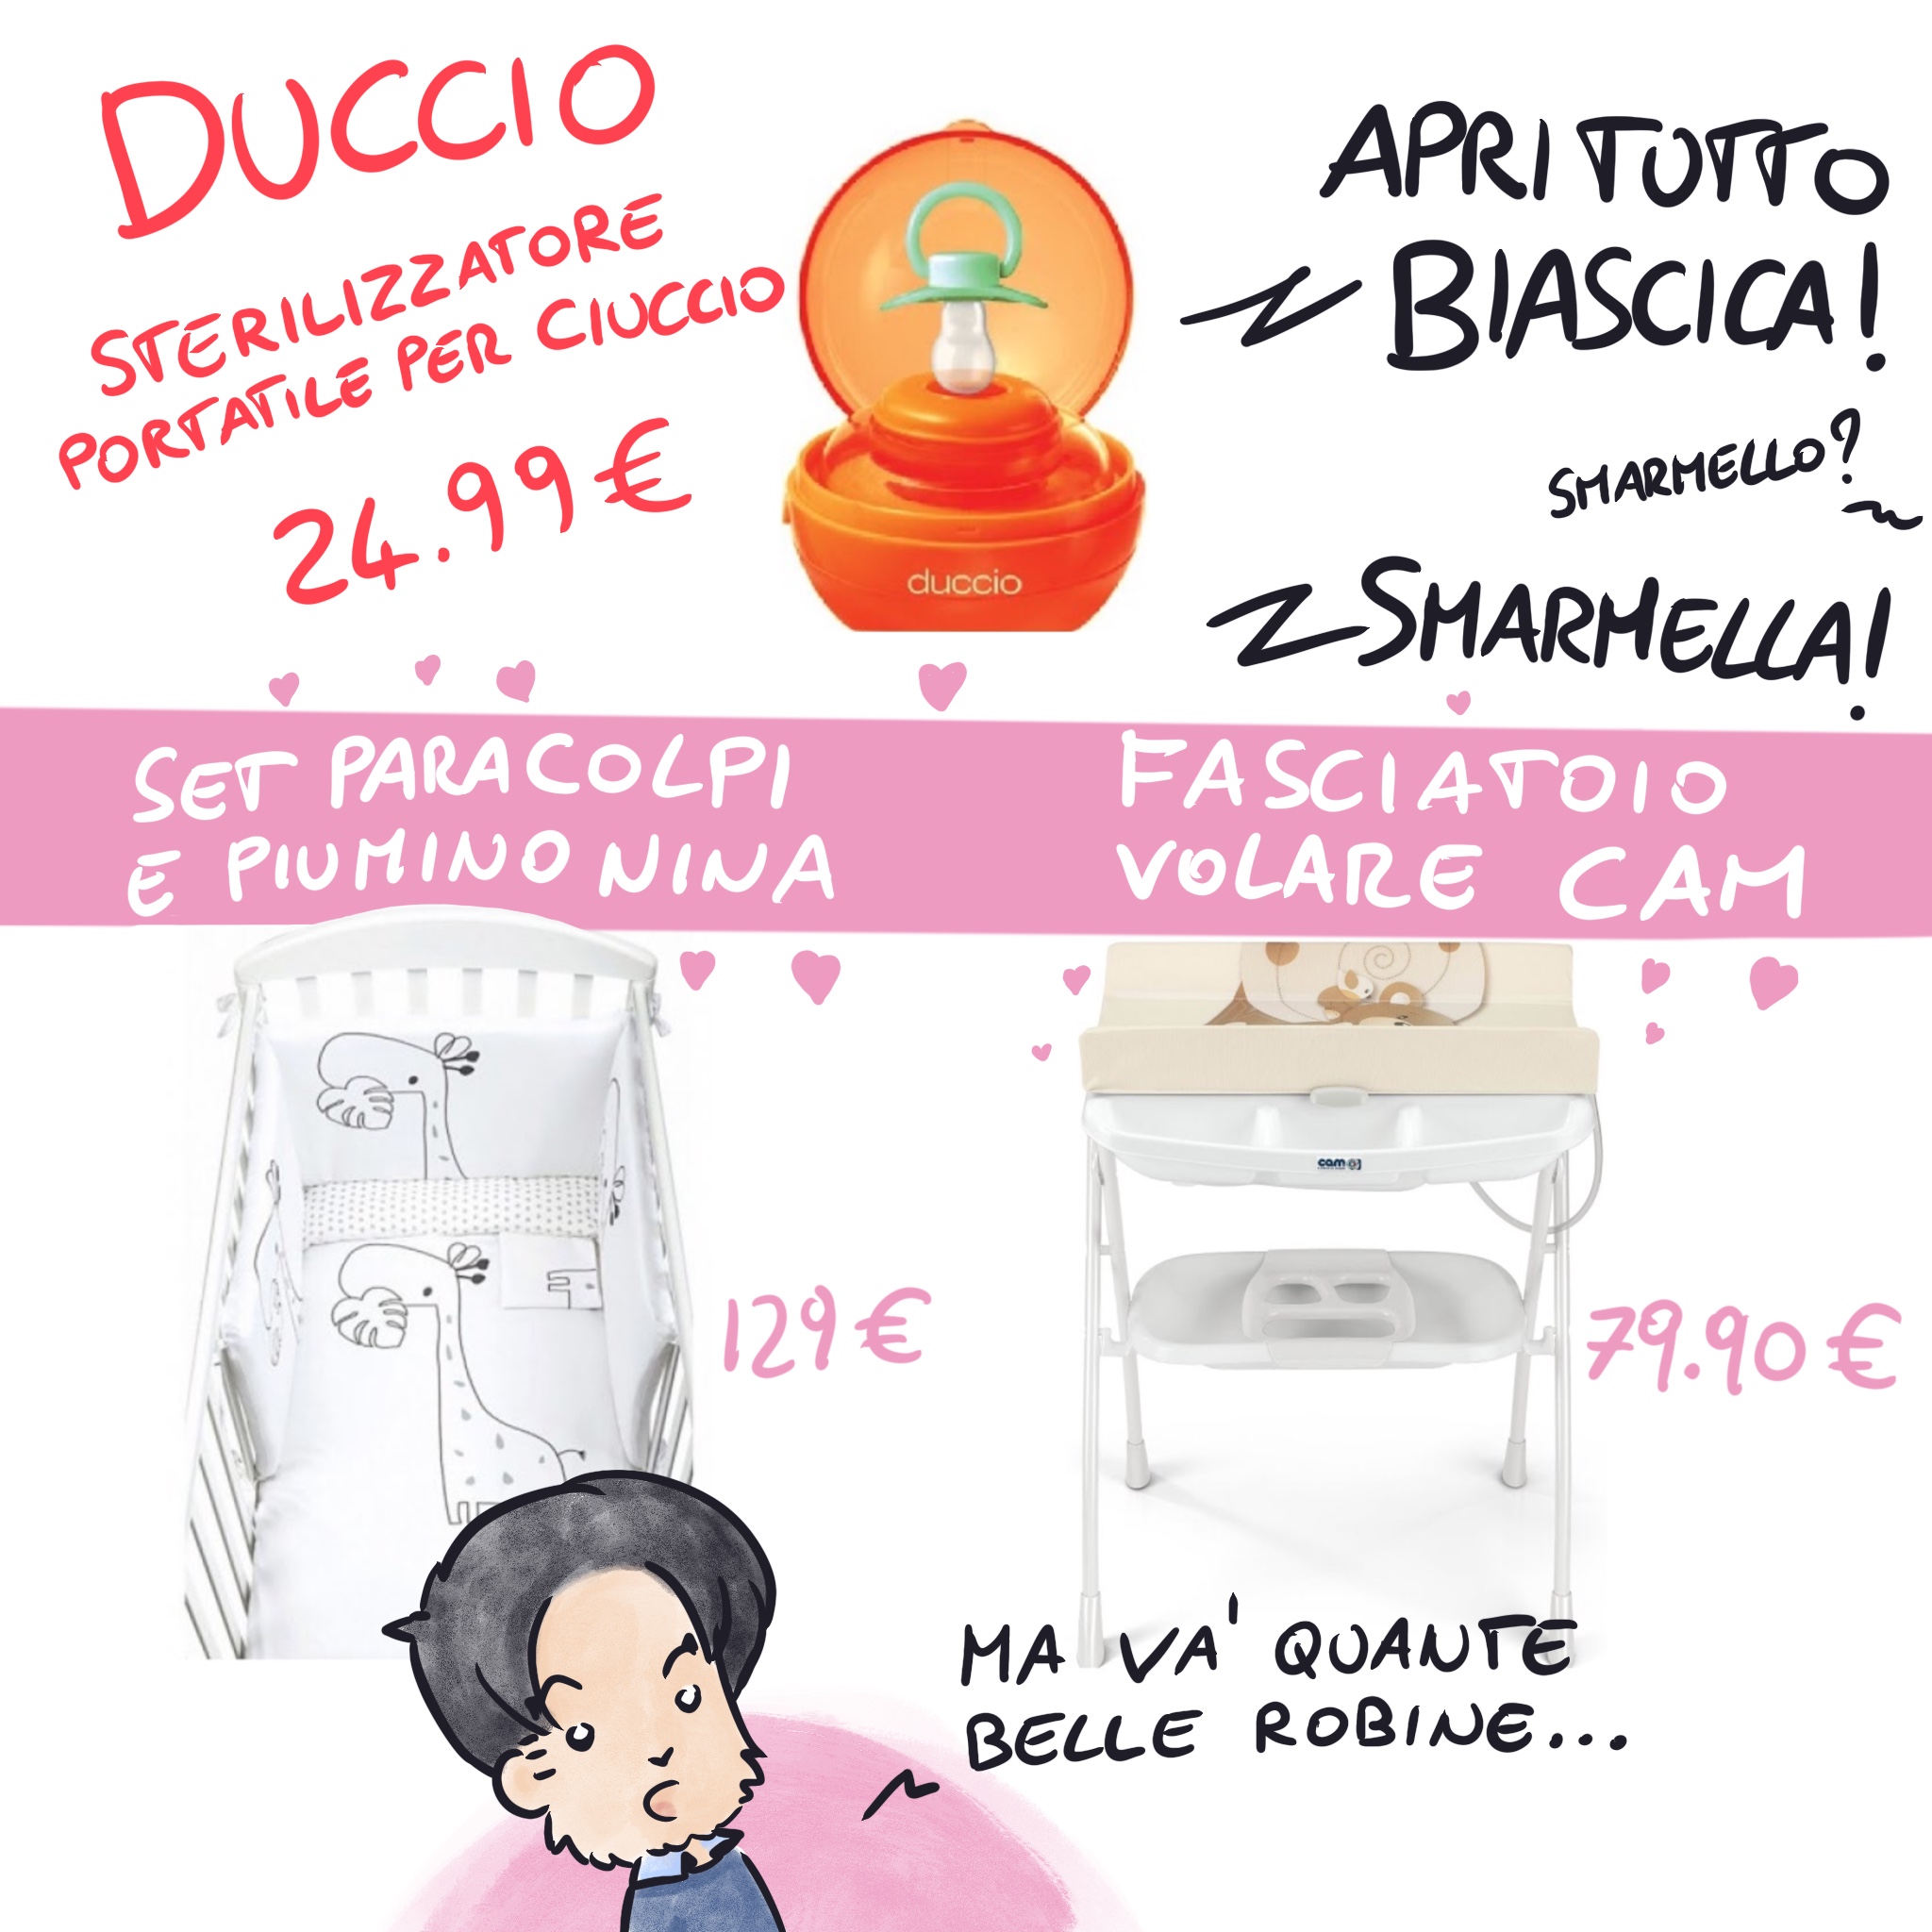 DUCCIO
STERILIZZATORE
PORTATILE PER CIUCCIO
24.99€
duccio
APRI TUTTO
BIASCICA!
SMARMELLO?
SMARMELLA!
SET PARACOLPI
E PIUMINO NINA
FASCIATOIO
VOLARE CAM
cam
129€
79.90€
MA VA' QUANTE
BELLE ROBINE...